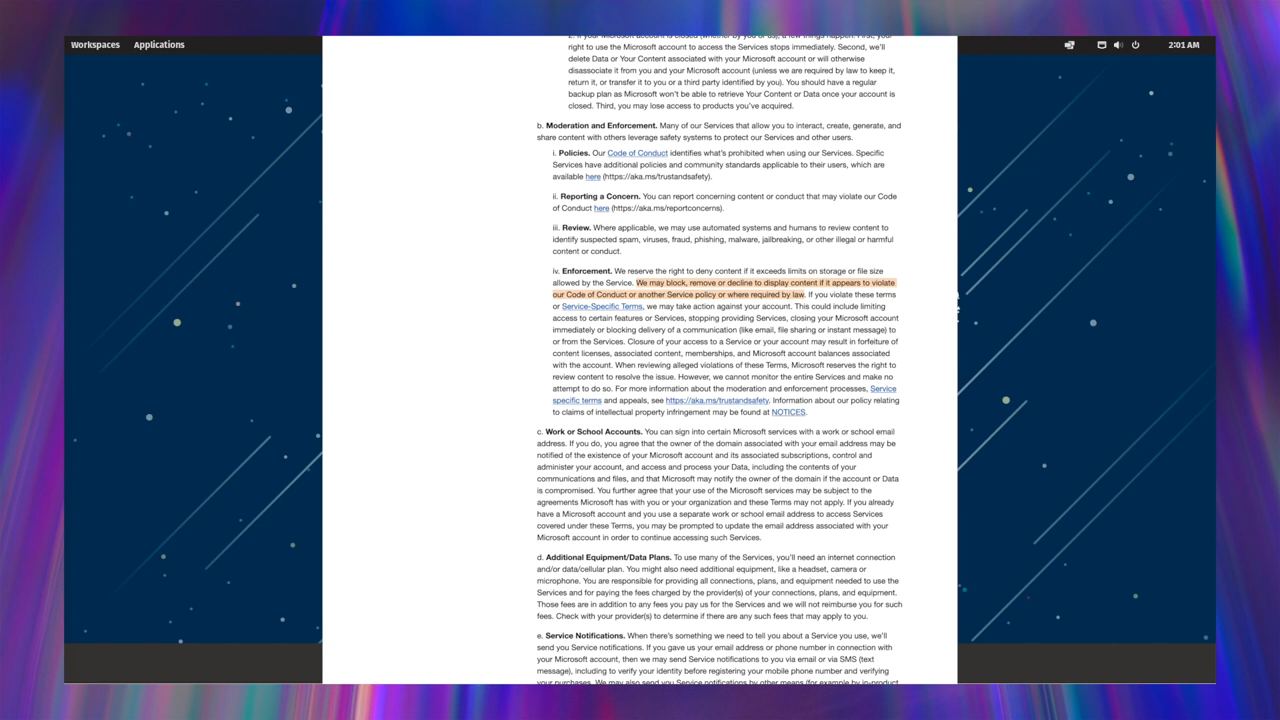 Workspaces Applications
2:01 AM
2. If your Microsoft account is closed (whether by you or us), a few things happen. First, your
right to use the Microsoft account to access the Services stops immediately. Second, we'll
delete Data or Your Content associated with your Microsoft account or will otherwise
disassociate it from you and your Microsoft account (unless we are required by law to keep it,
return it, or transfer it to you or a third party identified by you). You should have a regular
backup plan as Microsoft won't be able to retrieve Your Content or Data once your account is
closed. Third, you may lose access to products you've acquired.
b. Moderation and Enforcement. Many of our Services that allow you to interact, create, generate, and
share content with others leverage safety systems to protect our Services and other users.
i. Policies. Our Code of Conduct identifies what's prohibited when using our Services. Specific
Services have additional policies and community standards applicable to their users, which are
available here (https://aka.ms/trustandsafety).
ii. Reporting a Concern. You can report concerning content or conduct that may violate our Code
of Conduct here (https://aka.ms/reportconcerns).
iii. Review. Where applicable, we may use automated systems and humans to review content to
identify suspected spam, viruses, fraud, phishing, malware, jailbreaking, or other illegal or harmful
content or conduct.
iv. Enforcement. We reserve the right to deny content if it exceeds limits on storage or file size
allowed by the Service. We may block, remove or decline to display content if it appears to violate
our Code of Conduct or another Service policy or where required by law. If you violate these terms
or Service-Specific Terms, we may take action against your account. This could include limiting
access to certain features or Services, stopping providing Services, closing your Microsoft account
immediately or blocking delivery of a communication (like email, file sharing or instant message) to
or from the Services. Closure of your access to a Service or your account may result in forfeiture of
content licenses, associated content, memberships, and Microsoft account balances associated
with the account. When reviewing alleged violations of these Terms, Microsoft reserves the right to
review content to resolve the issue. However, we cannot monitor the entire Services and make no
attempt to do so. For more information about the moderation and enforcement processes, Service
specific terms and appeals, see https://aka.ms/trustandsafety. Information about our policy relating
to claims of intellectual property infringement may be found at NOTICES.
c. Work or School Accounts. You can sign into certain Microsoft services with a work or school email
address. If you do, you agree that the owner of the domain associated with your email address may be
notified of the existence of your Microsoft account and its associated subscriptions, control and
administer your account, and access and process your Data, including the contents of your
communications and files, and that Microsoft may notify the owner of the domain if the account or Data
is compromised. You further agree that your use of the Microsoft services may be subject to the
agreements Microsoft has with you or your organization and these Terms may not apply. If you already
have a Microsoft account and you use a separate work or school email address to access Services
covered under these Terms, you may be prompted to update the email address associated with your
Microsoft account in order to continue accessing such Services.
d. Additional Equipment/Data Plans. To use many of the Services, you'll need an internet connection
and/or data/cellular plan. You might also need additional equipment, like a headset, camera or
microphone. You are responsible for providing all connections, plans, and equipment needed to use the
Services and for paying the fees charged by the provider(s) of your connections, plans, and equipment.
Those fees are in addition to any fees you pay us for the Services and we will not reimburse you for such
fees. Check with your provider(s) to determine if there are any such fees that may apply to you.
e. Service Notifications. When there's something we need to tell you about a Service you use, we'll
send you Service notifications. If you gave us your email address or phone number in connection with
your Microsoft account, then we may send Service notifications to you via email or via SMS (text
message), including to verify your identity before registering your mobile phone number and verifying
your purchases. We may also send you Service notifications by other means (for example by in-product